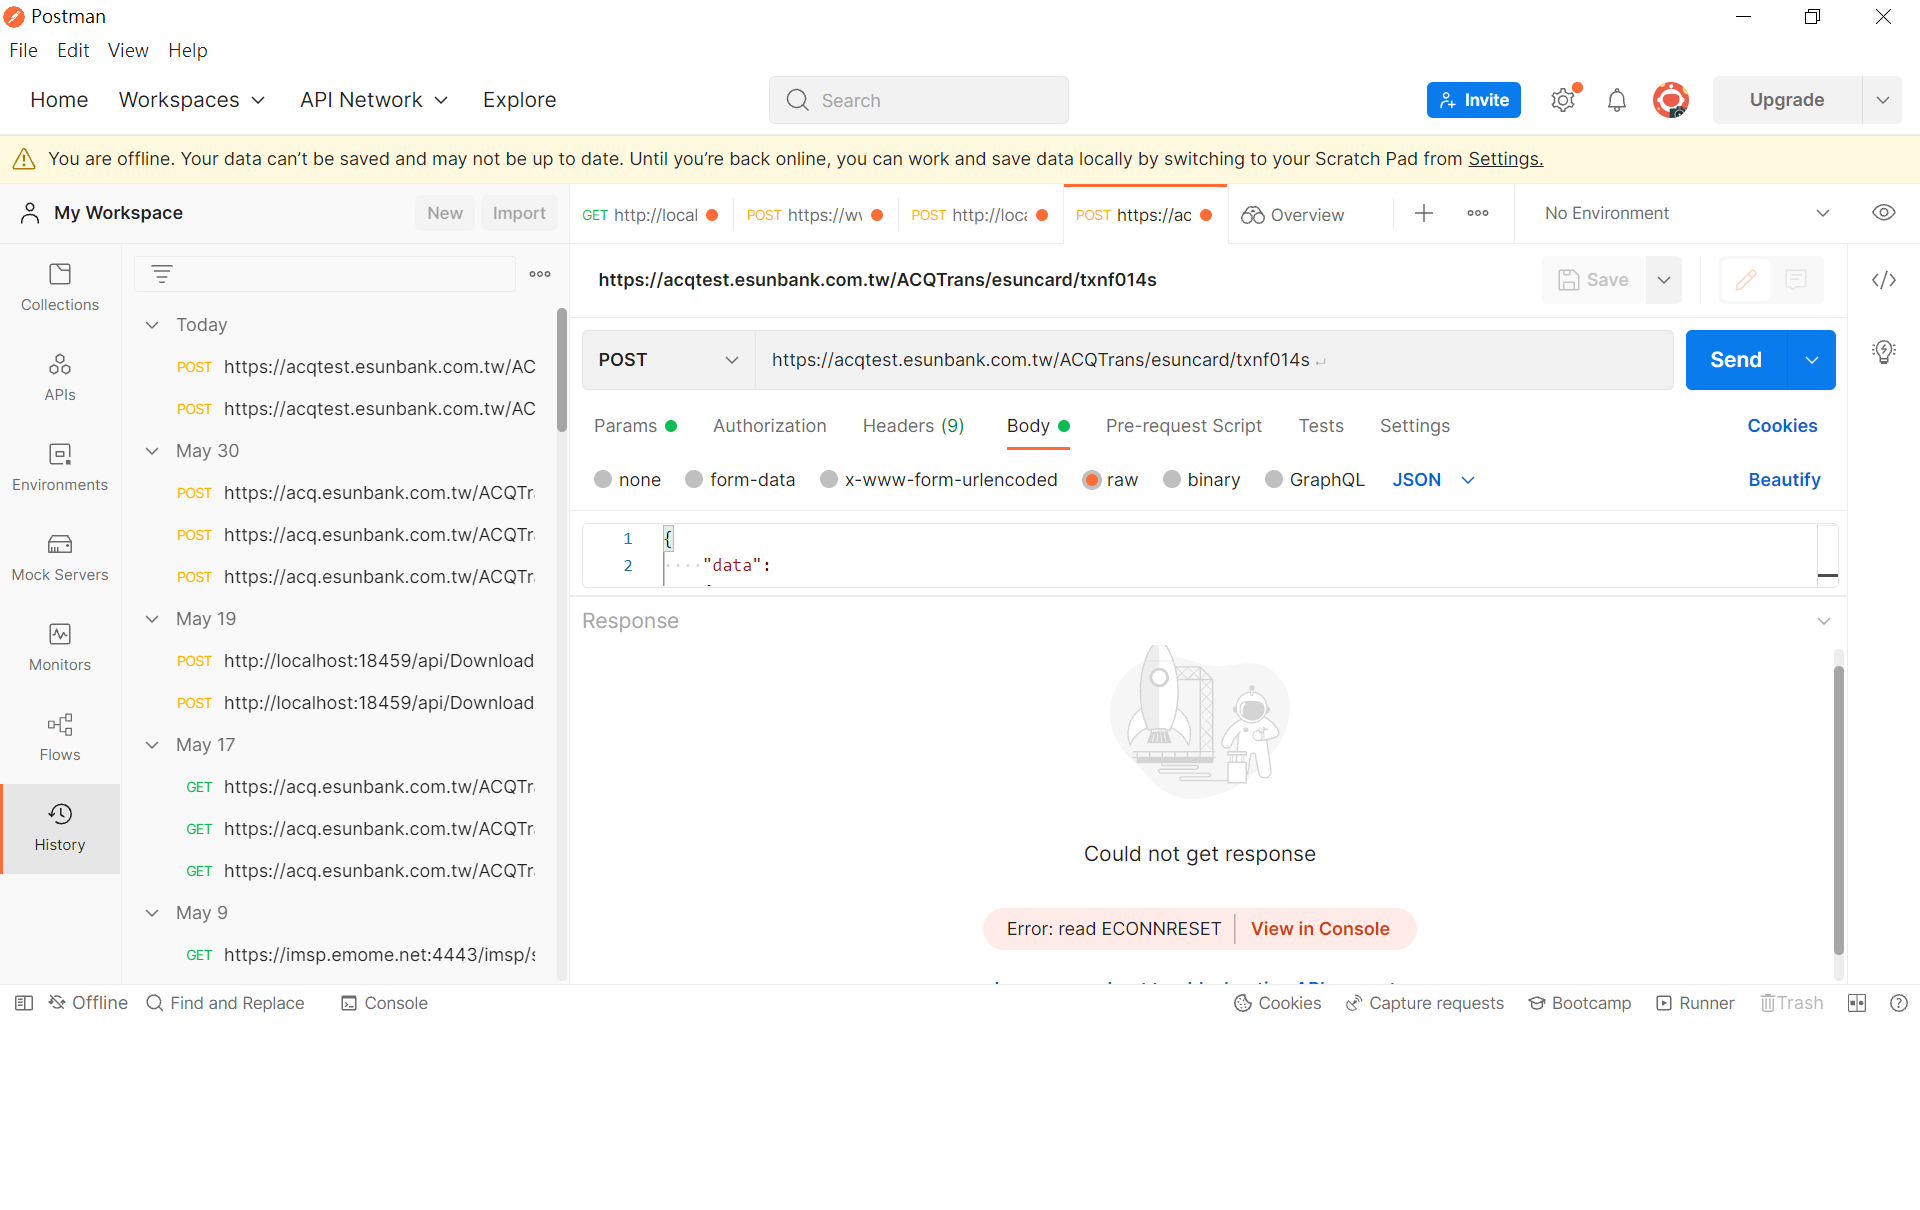 Postman
File Edit View Help
Home Workspaces API Network Explore Search Invite Upgrade
You are offline. Your data can’t be saved and may not be up to date. Until you’re back online, you can work and save data locally by switching to your Scratch Pad from Settings.
My Workspace New Import
GET http://local POST https://w POST http://loca POST https://ac Overview No Environment
Collections
APIs
Environments
Mock Servers
Monitors
Flows
History
Today
POST https://acqtest.esunbank.com.tw/AC
POST https://acqtest.esunbank.com.tw/AC
May 30
POST https://acq.esunbank.com.tw/ACQTr
POST https://acq.esunbank.com.tw/ACQTr
POST https://acq.esunbank.com.tw/ACQTr
May 19
POST http://localhost:18459/api/Download
POST http://localhost:18459/api/Download
May 17
GET https://acq.esunbank.com.tw/ACQTr
GET https://acq.esunbank.com.tw/ACQTr
GET https://acq.esunbank.com.tw/ACQTr
May 9
GET https://imsp.emome.net:4443/imsp/s
https://acqtest.esunbank.com.tw/ACQTrans/esuncard/txnf014s Save
POST https://acqtest.esunbank.com.tw/ACQTrans/esuncard/txnf014s Send
Params Authorization Headers (9) Body Pre-request Script Tests Settings Cookies
none form-data x-www-form-urlencoded raw binary GraphQL JSON Beautify
1 {
2 "data":
Response
Could not get response
Error: read ECONNRESET View in Console
Offline Find and Replace Console Cookies Capture requests Bootcamp Runner Trash